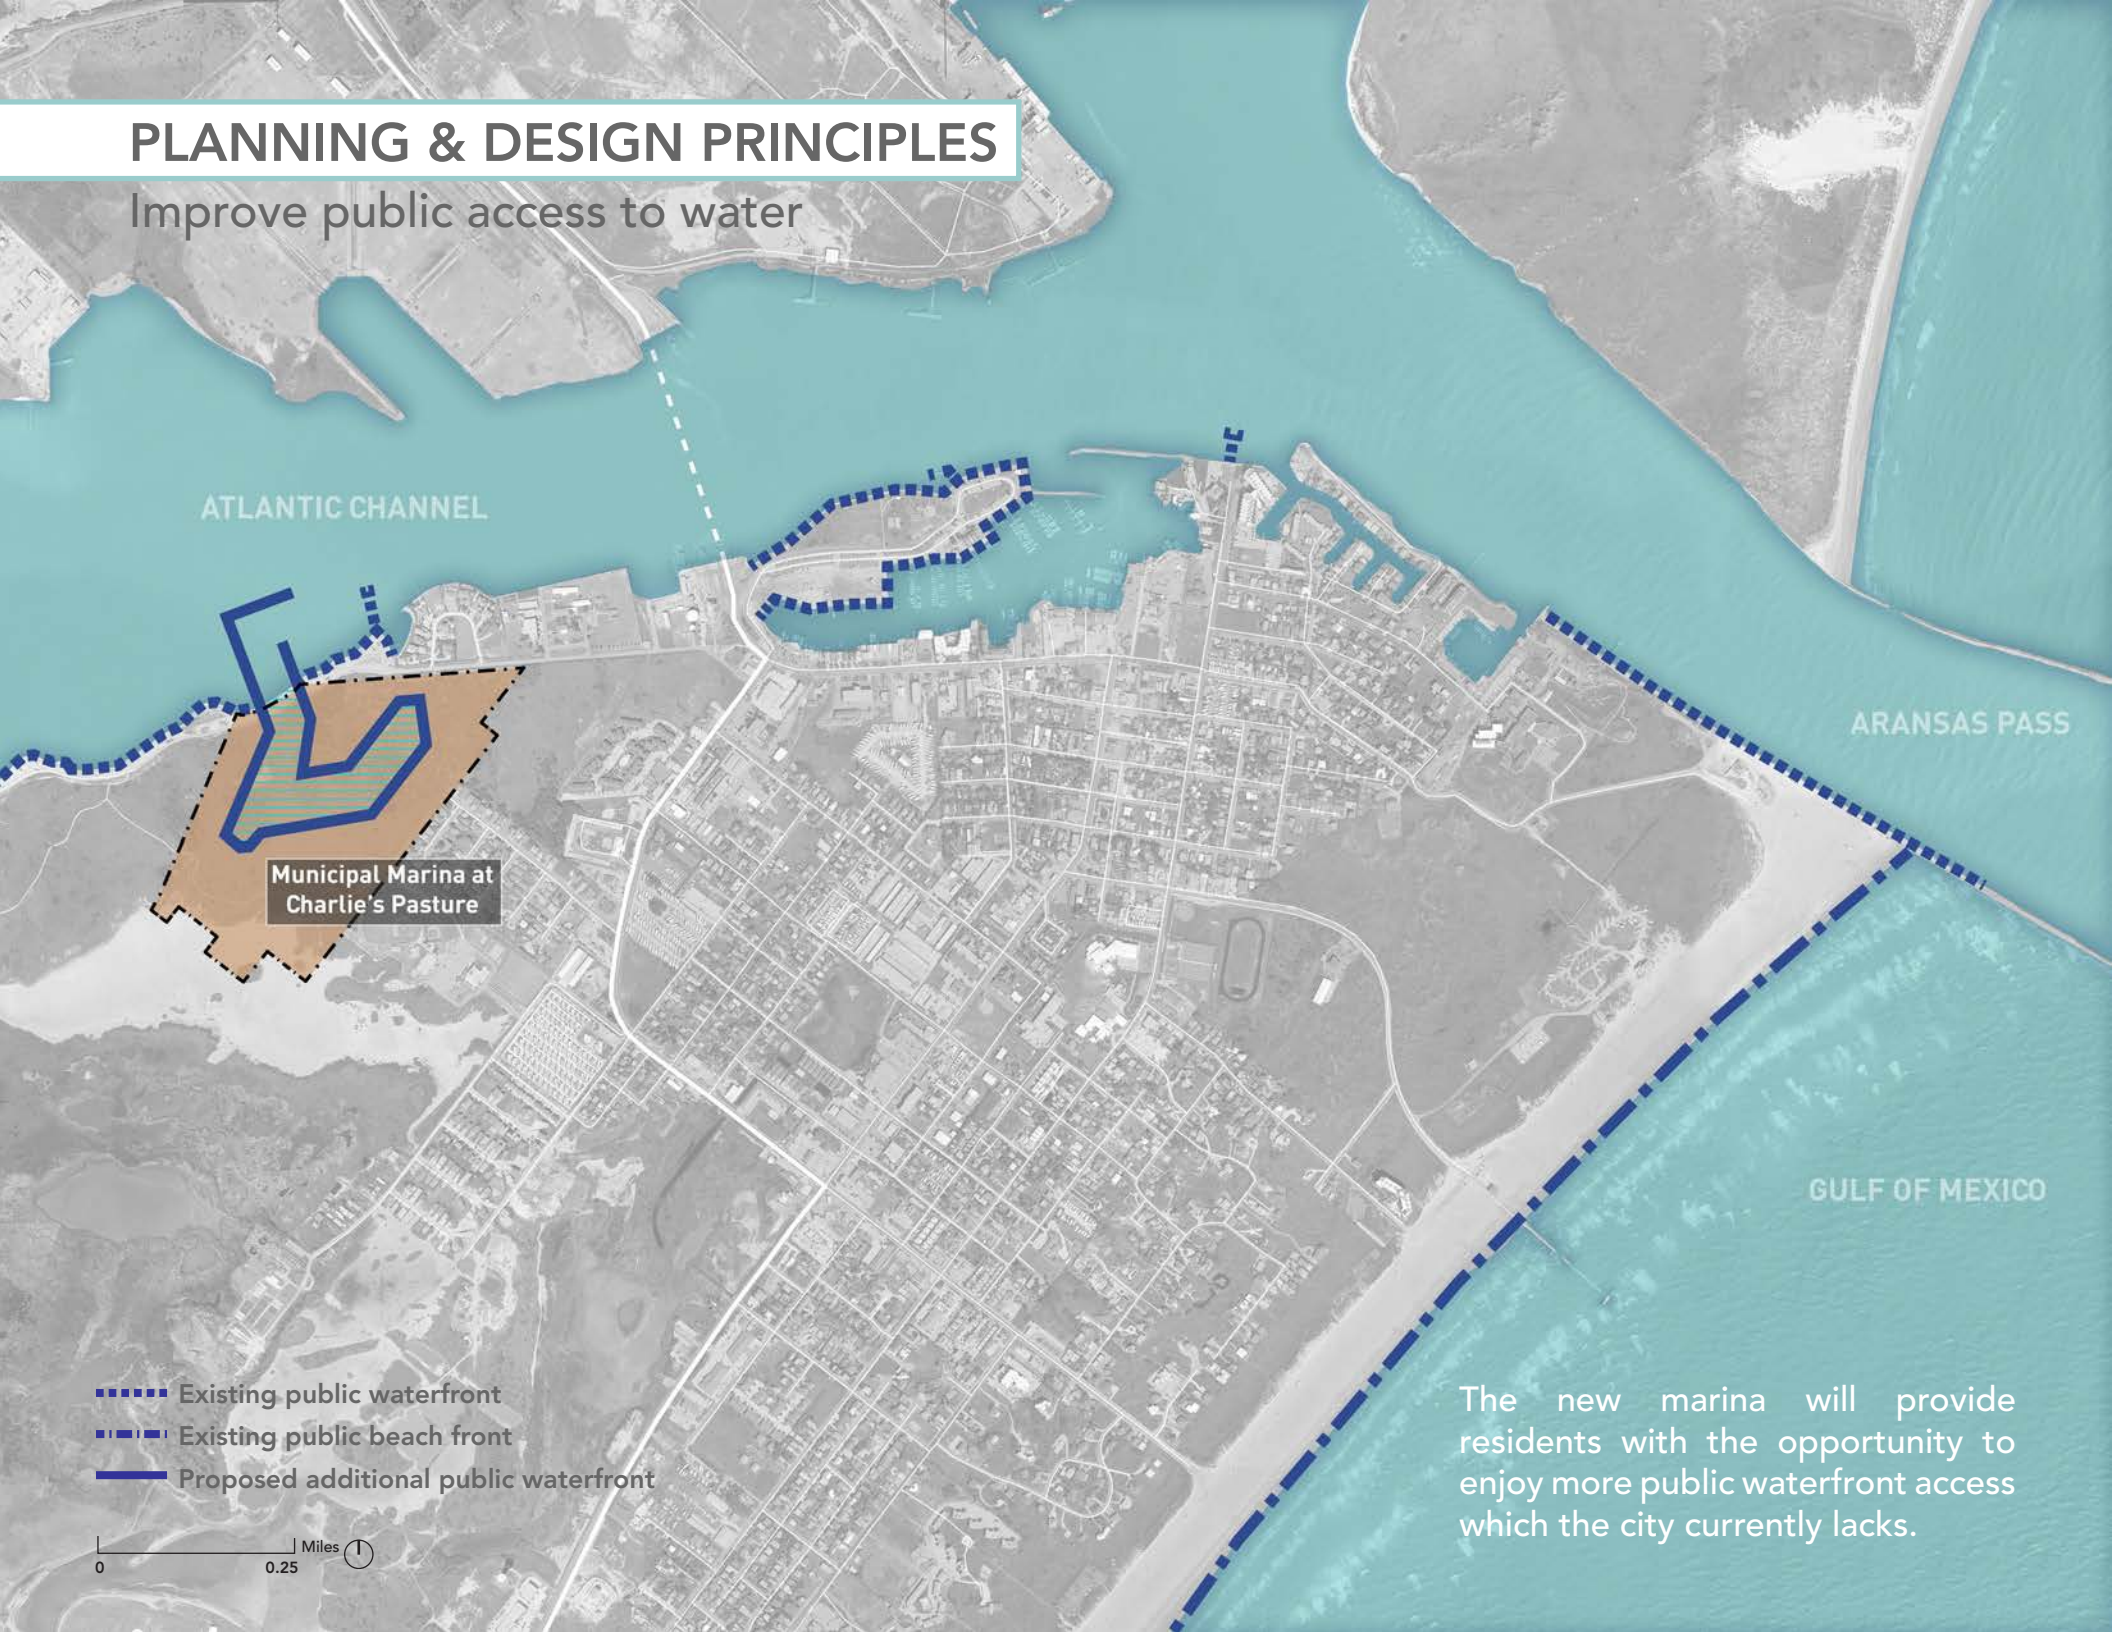 PLANNING & DESIGN PRINCIPLES
Improve public access to water
ATLANTIC CHANNEL
ARANSAS PASS
Municipal Marina at
Charlie's Pasture
GULF OF MEXICO
Existing public waterfront
Existing public beach front
Proposed additional public waterfront
Miles
0 0.25
The new marina will provide
residents with the opportunity to
enjoy more public waterfront access
which the city currently lacks.